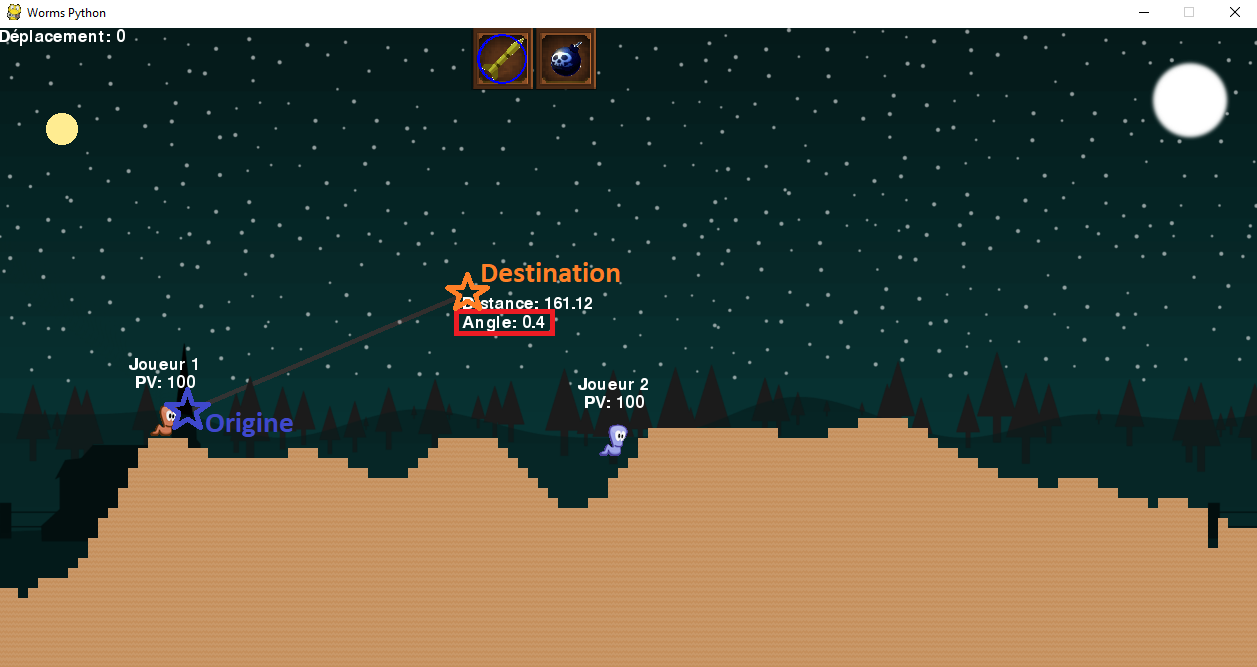 Worms Python
Déplacement: 0
Destination
Distance: 161.12
Angle: 0.4
Joueur 1
PV: 100
Joueur 2
PV: 100
Origine